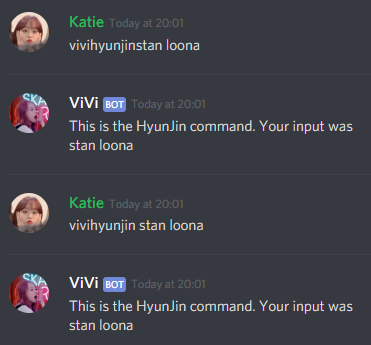 Katie Today at 20:01
vivihyunjinstan loona
ViVi BOT Today at 20:01
This is the HyunJin command. Your input was
stan loona
Katie Today at 20:01
vivihyunjin stan loona
ViVi BOT Today at 20:01
This is the HyunJin command. Your input was
stan loona